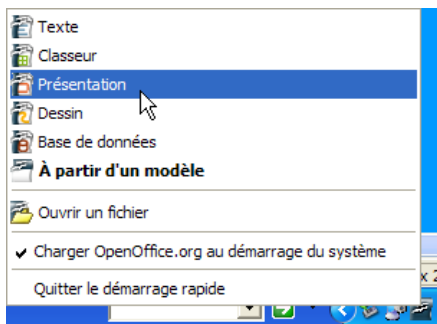 Texte
Classeur
Présentation
Dessin
Base de données
À partir d'un modèle
Ouvrir un fichier
Charger OpenOffice.org au démarrage du système
Quitter le démarrage rapide
x 2